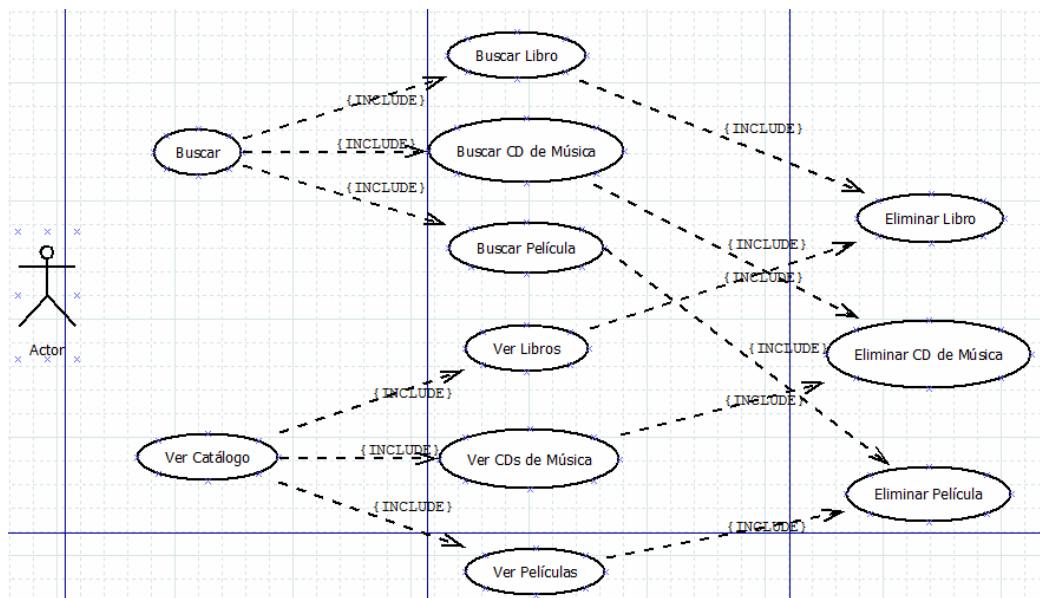 Buscar Libro
{INCLUDE}
{INCLUDE}
{INCLUDE}
Buscar
Buscar CD de Música
{INCLUDE}
Eliminar Libro
Buscar Película
{INCLUDE}
{INCLUDE}
Actor
Ver Libros
{INCLUDE}
Eliminar CD de Música
{INCLUDE}
{INCLUDE}
{INCLUDE}
Ver Catálogo
Ver CDs de Música
Eliminar Película
{INCLUDE}
{INCLUDE}
Ver Películas